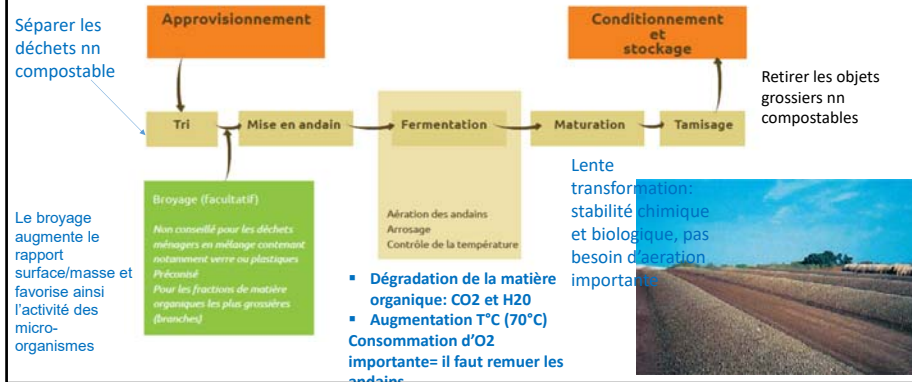 Séparer les
déchets nn
compostable
Approvisionnement
Conditionnement
et
stockage
Retirer les objets
grossiers nn
compostables
Tri
Mise en andain
Fermentation
Maturation
Tamisage
Le broyage
augmente le
rapport
surface/masse et
favorise ainsi
l'activité des
micro-
organismes
Broyage (facultatif)
Non conseillé pour les déchets
ménagers en mélange contenant
notamment verre ou plastiques
Préconisé
Pour les fractions de matière
organiques les plus grossières
(branches)
Aération des andains
Arrosage
Contrôle de la température
▪ Dégradation de la matière
organique: CO2 et H20
▪ Augmentation T°C (70°C)
Consommation d'O2
importante= il faut remuer les
andains
Lente
transformation:
stabilité chimique
et biologique, pas
besoin d'aeration
importante